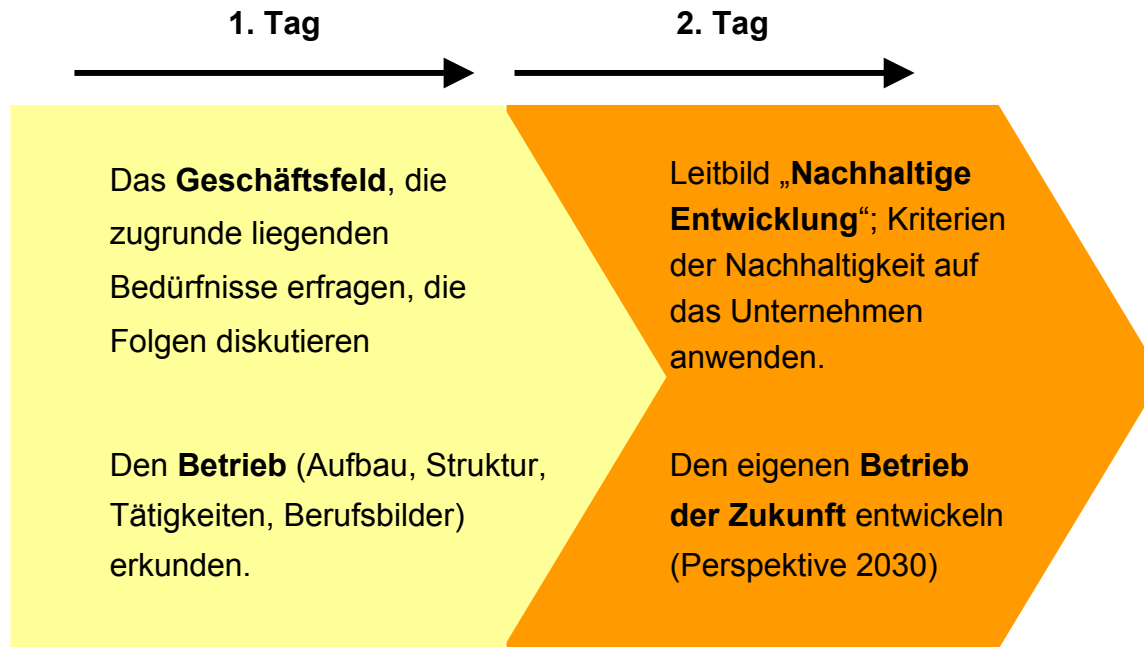 1. Tag
Das Geschäftsfeld, die
zugrunde liegenden
Bedürfnisse erfragen, die
Folgen diskutieren
Den Betrieb (Aufbau, Struktur,
Tätigkeiten, Berufsbilder)
erkunden.
2. Tag
Leitbild „Nachhaltige
Entwicklung“; Kriterien
der Nachhaltigkeit auf
das Unternehmen
anwenden.
Den eigenen Betrieb
der Zukunft entwickeln
(Perspektive 2030)